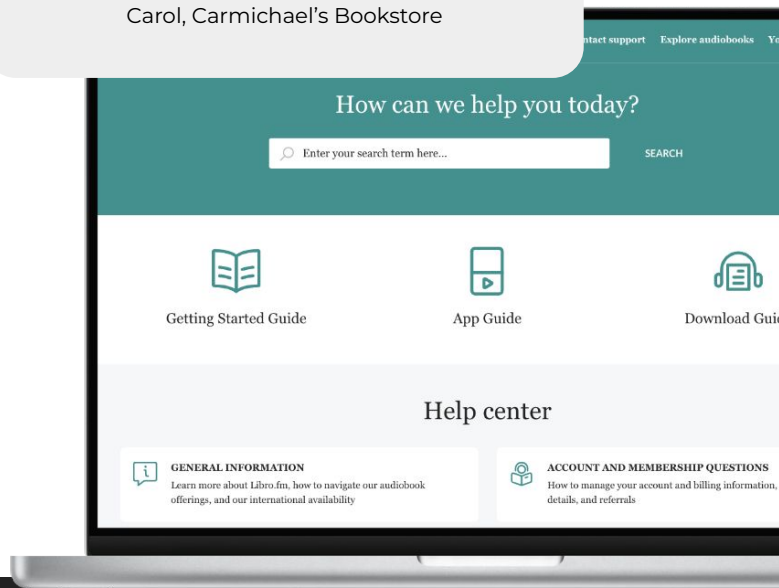 Carol, Carmichael’s Bookstore
support Explore audiobooks
How can we help you today?
Enter your search term here...
SEARCH
Getting Started Guide
App Guide
Download
Help center
GENERAL INFORMATION
Learn more about Libro.fm, how to navigate our audiobook
offerings, and our international availability
ACCOUNT AND MEMBERSHIP QUESTIONS
How to manage your account and billing information,
details, and referrals